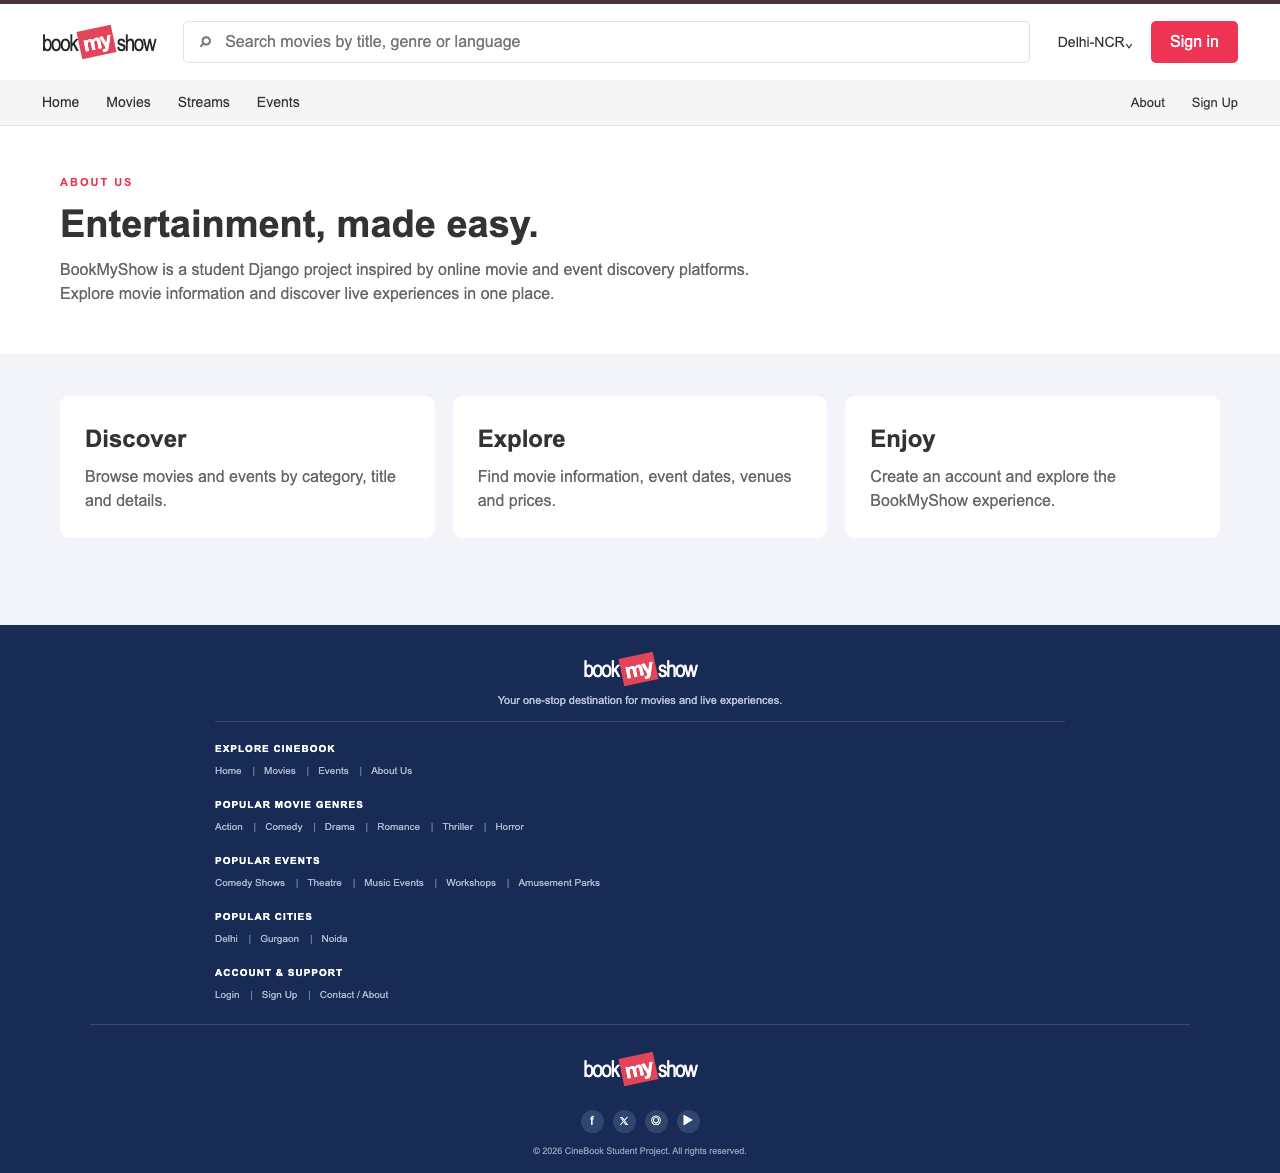 bookmyshow
Search movies by title, genre or language
Delhi-NCR
Sign in
Home Movies Streams Events
About Sign Up
ABOUT US
Entertainment, made easy.
BookMyShow is a student Django project inspired by online movie and event discovery platforms.
Explore movie information and discover live experiences in one place.
Discover
Browse movies and events by category, title
and details.
Explore
Find movie information, event dates, venues
and prices.
Enjoy
Create an account and explore the
BookMyShow experience.
bookmyshow
Your one-stop destination for movies and live experiences.
EXPLORE CINEBOOK
Home | Movies | Events | About Us
POPULAR MOVIE GENRES
Action | Comedy | Drama | Romance | Thriller | Horror
POPULAR EVENTS
Comedy Shows | Theatre | Music Events | Workshops | Amusement Parks
POPULAR CITIES
Delhi | Gurgaon | Noida
ACCOUNT & SUPPORT
Login | Sign Up | Contact / About
bookmyshow
f 𝕏 ◎ ▶
© 2026 CineBook Student Project. All rights reserved.